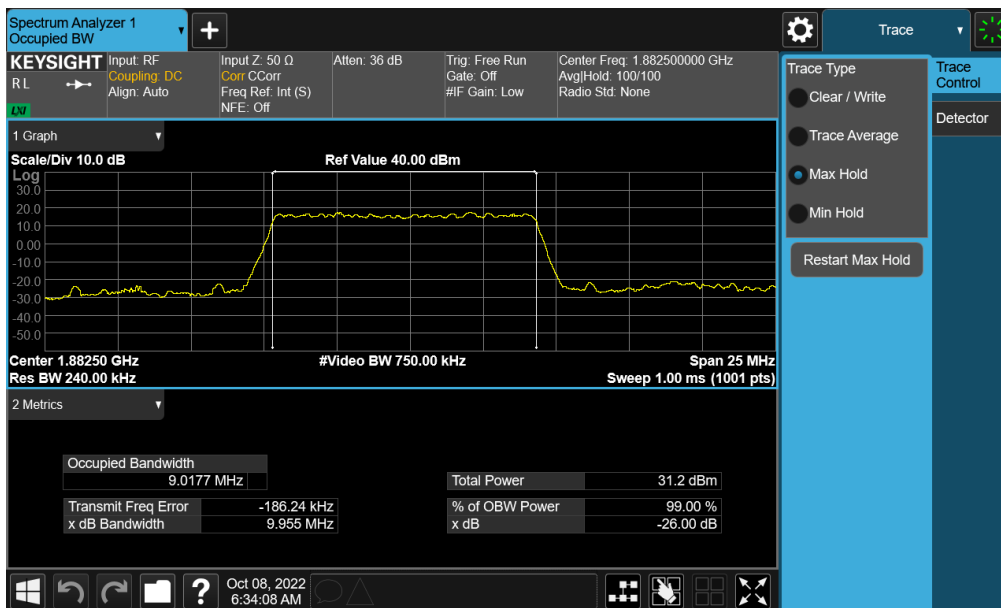 Spectrum Analyzer 1
Occupied BW
+
Trace
KEYSIGHT Input: RF Input Z: 50 Ω Atten: 36 dB Trig: Free Run Center Freq: 1.882500000 GHz
RL Coupling: DC Corr CCorr Gate: Off Avg|Hold: 100/100
Align: Auto Freq Ref: Int (S) #IF Gain: Low Radio Std: None
LXI NFE: Off
Trace Type
Clear / Write
Trace Average
Max Hold
Min Hold
Restart Max Hold
Trace
Control
Detector
1 Graph
Scale/Div 10.0 dB Ref Value 40.00 dBm
Log
30.0
20.0
10.0
0.00
-10.0
-20.0
-30.0
-40.0
-50.0
Center 1.88250 GHz #Video BW 750.00 kHz Span 25 MHz
Res BW 240.00 kHz Sweep 1.00 ms (1001 pts)
2 Metrics
Occupied Bandwidth
9.0177 MHz Total Power 31.2 dBm
Transmit Freq Error -186.24 kHz % of OBW Power 99.00 %
x dB Bandwidth 9.955 MHz x dB -26.00 dB
? Oct 08, 2022
6:34:08 AM